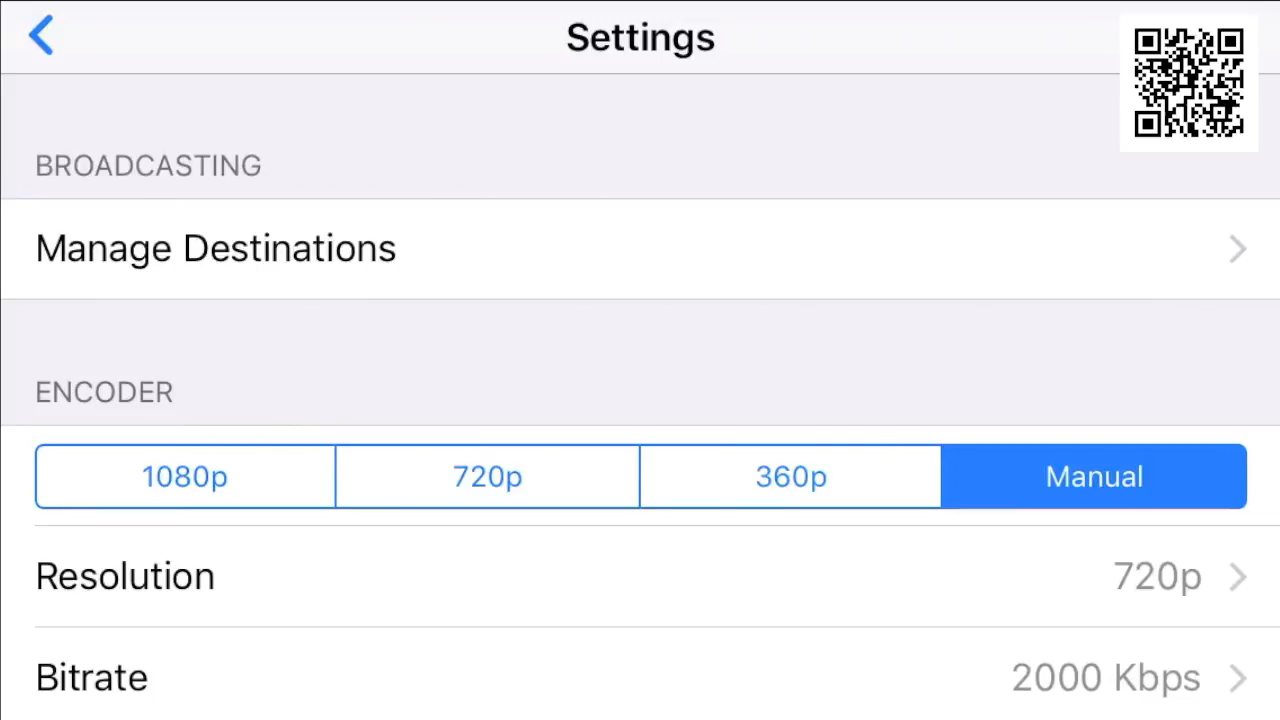 Settings
BROADCASTING
Manage Destinations
ENCODER
1080p 720p 360p Manual
Resolution 720p
Bitrate 2000 Kbps